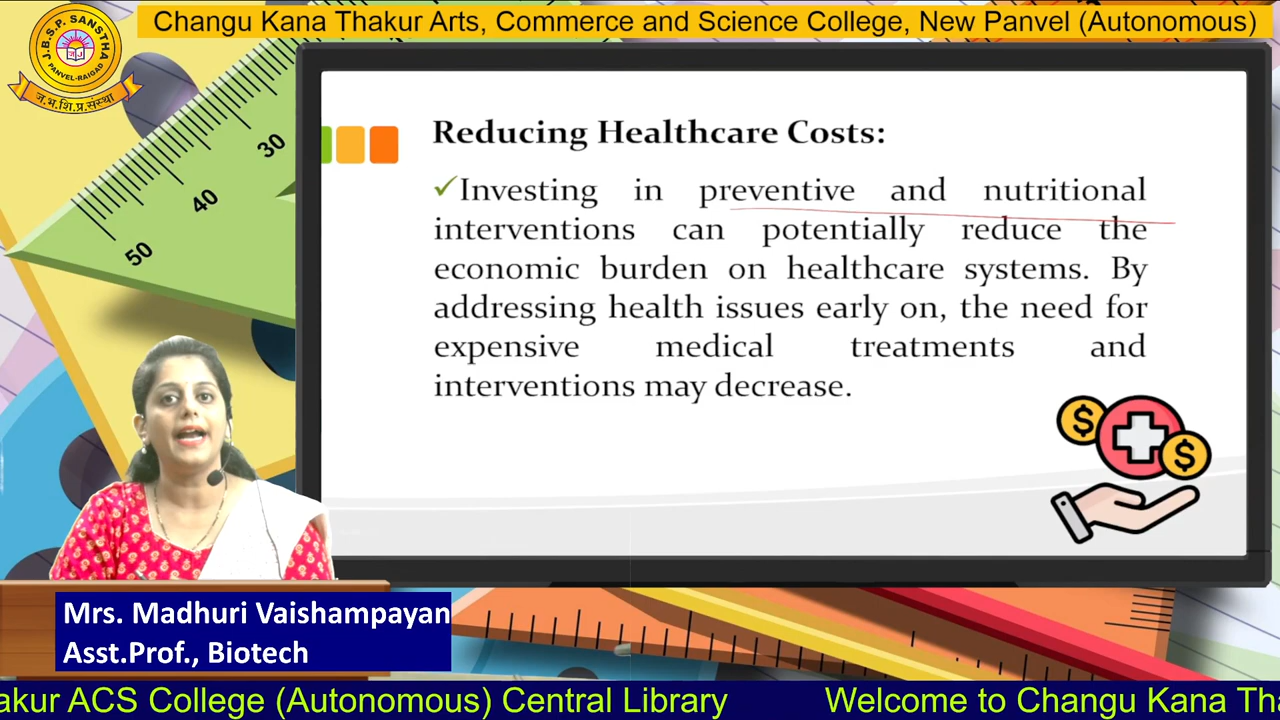 Changu Kana Thakur Arts, Commerce and Science College, New Panvel (Autonomous)
J.B.S.P. SANSTHA
PANVEL-RAIGAD
ज.भ.शि.प्र.संस्था
30
40
50
Reducing Healthcare Costs:
✓Investing in preventive and nutritional
interventions can potentially reduce the
economic burden on healthcare systems. By
addressing health issues early on, the need for
expensive medical treatments and
interventions may decrease.
$
$
Mrs. Madhuri Vaishampayan
Asst.Prof., Biotech
akur ACS College (Autonomous) Central Library Welcome to Changu Kana Tha